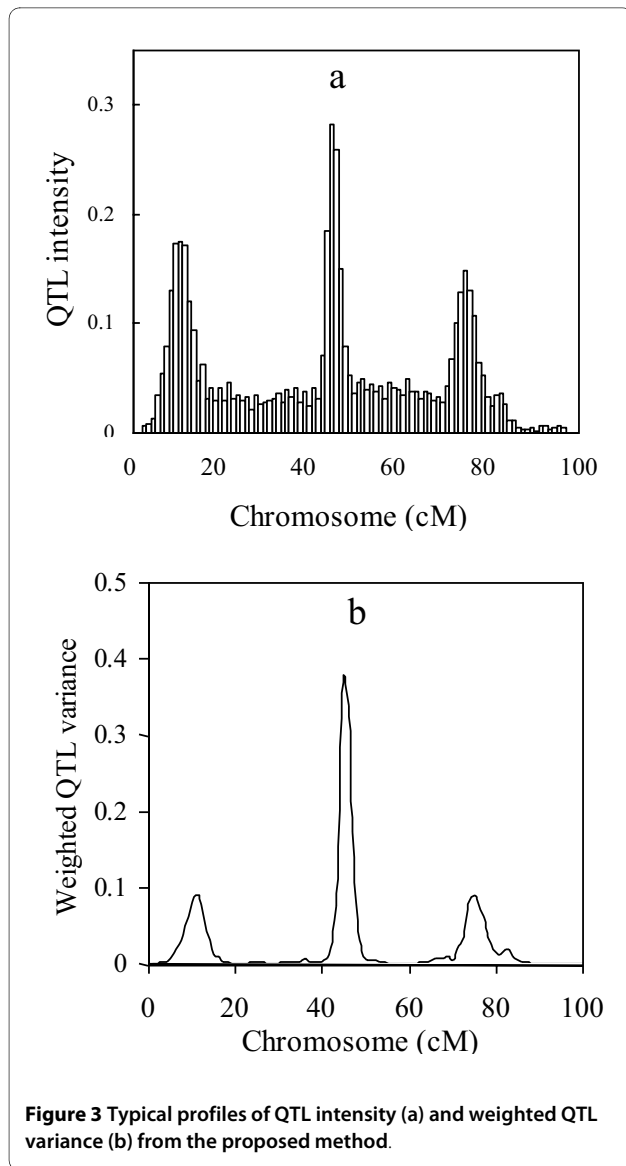 a
QTL intensity
0.3
0.2
0.1
0
0 20 40 60 80 100
Chromosome (cM)
b
Weighted QTL variance
0.5
0.4
0.3
0.2
0.1
0
0 20 40 60 80 100
Chromosome (cM)
Figure 3 Typical profiles of QTL intensity (a) and weighted QTL
variance (b) from the proposed method.